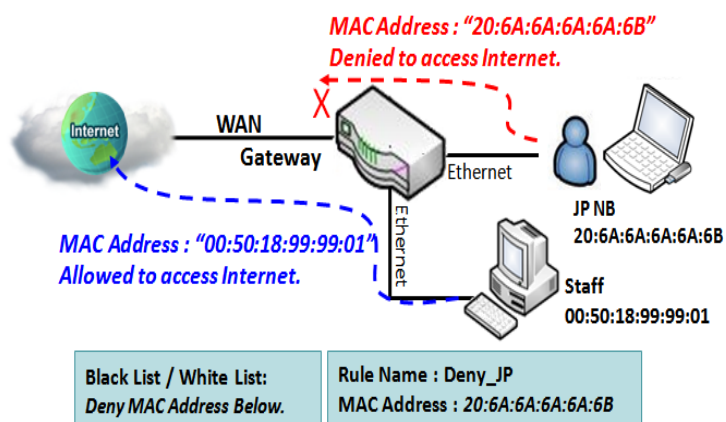 MAC Address : “20:6A:6A:6A:6A:6B”
Denied to access Internet.
Internet
WAN
Gateway
Ethernet
Ethernet
JP NB
20:6A:6A:6A:6A:6B
MAC Address : “00:50:18:99:99:01”
Allowed to access Internet.
Staff
00:50:18:99:99:01
Black List / White List:
Deny MAC Address Below.
Rule Name : Deny_JP
MAC Address : 20:6A:6A:6A:6A:6B